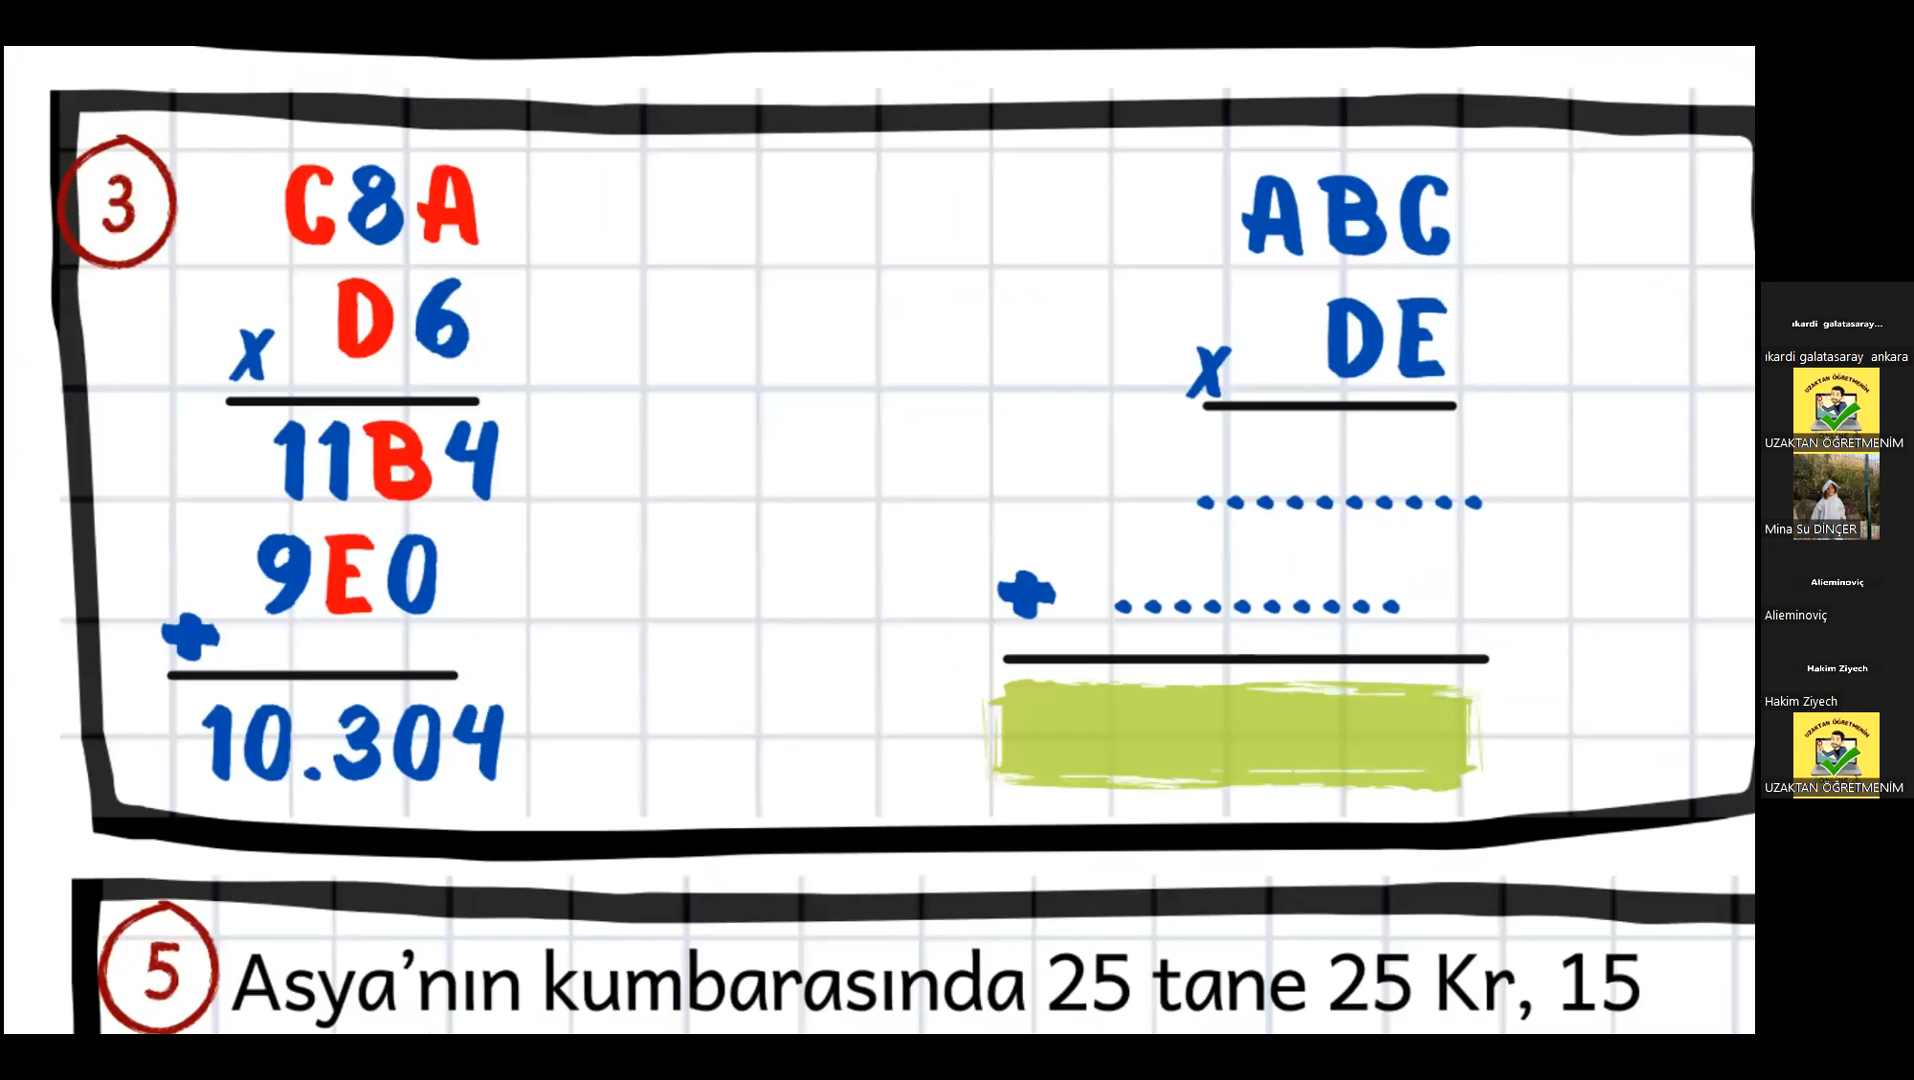 3
C8A
D6
x
11B4
9E0
+
10.304
ABC
DE
x
..........
+ ..........
5
Asya’nın kumbarasında 25 tane 25 Kr, 15
ıkardi galatasaray...
ıkardi galatasaray ankara
UZAKTAN ÖĞRETMENİM
UZAKTAN ÖĞRETMENİM
Mina Su DİNÇER
Alieminoviç
Alieminoviç
Hakim Ziyech
Hakim Ziyech
UZAKTAN ÖĞRETMENİM
UZAKTAN ÖĞRETMENİM